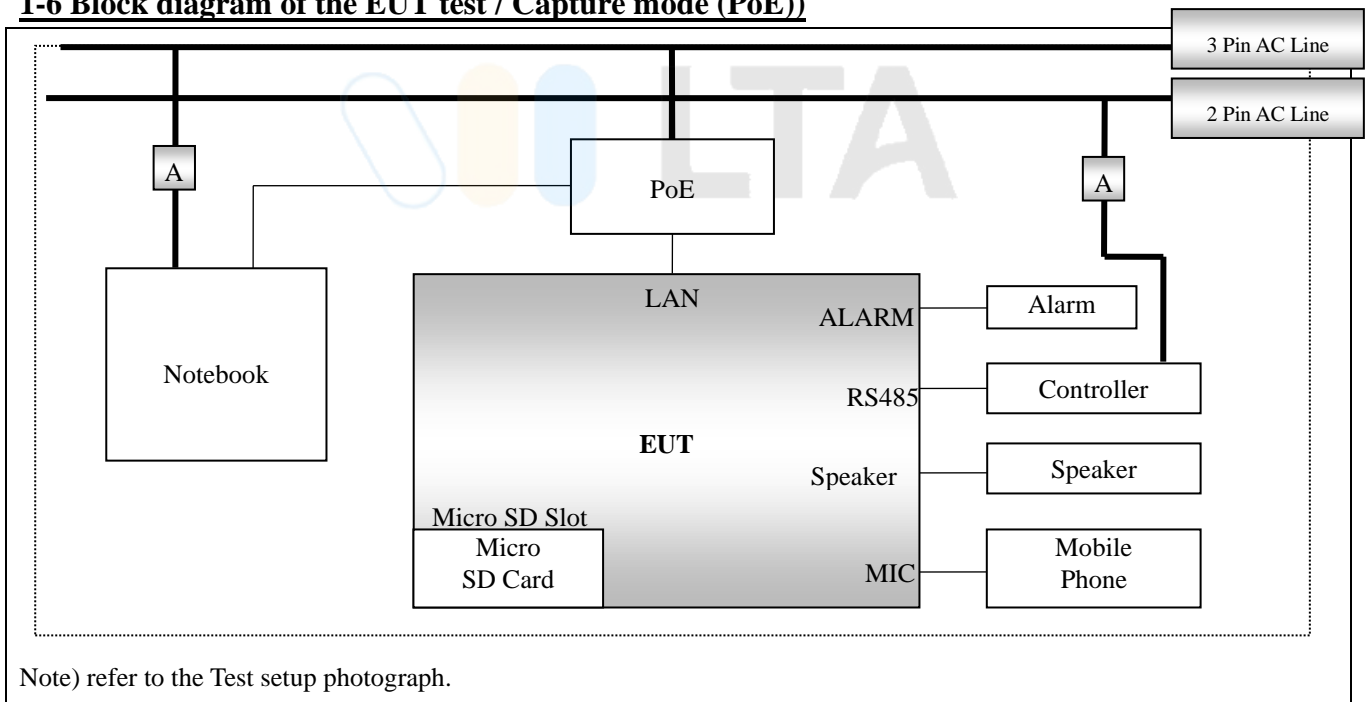 1-6 Block diagram of the EUT test / Capture mode (PoE))
3 Pin AC Line
2 Pin AC Line
LTA
A
A
PoE
LAN
ALARM
Alarm
Notebook
RS485
Controller
EUT
Speaker
Speaker
Micro SD Slot
Micro
SD Card
MIC
Mobile
Phone
Note) refer to the Test setup photograph.